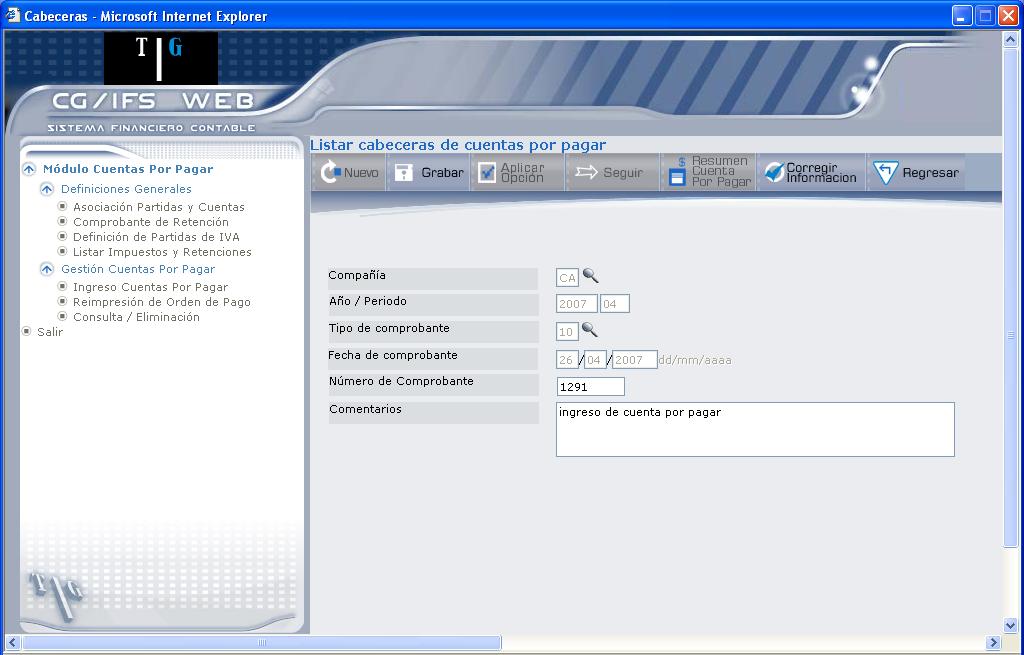 Cabeceras - Microsoft Internet Explorer
T G
CG/IFS WEB
SISTEMA FINANCIERO CONTABLE
Módulo Cuentas Por Pagar
Definiciones Generales
Asociación Partidas y Cuentas
Comprobante de Retención
Definición de Partidas de IVA
Listar Impuestos y Retenciones
Gestión Cuentas Por Pagar
Ingreso Cuentas Por Pagar
Reimpresión de Orden de Pago
Consulta / Eliminación
Salir
T G
Listar cabeceras de cuentas por pagar
Nuevo
Grabar
Aplicar
Opción
Seguir
Resumen
Cuenta
Por Pagar
Corregir
Informacion
Regresar
Compañía CA
Año / Periodo 2007 04
Tipo de comprobante 10
Fecha de comprobante 26 / 04 / 2007 dd/mm/aaaa
Número de Comprobante 1291
Comentarios ingreso de cuenta por pagar